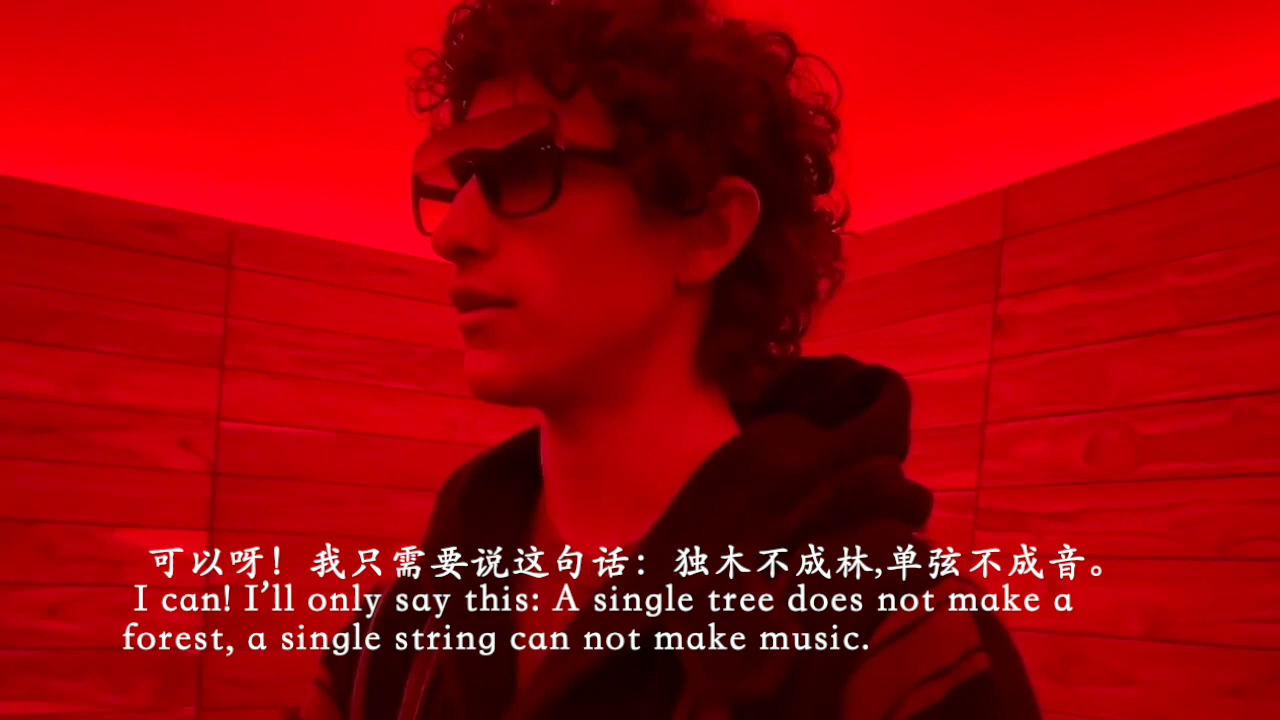 可以呀！我只需要说这句话：独木不成林,单弦不成音。
I can! I'll only say this: A single tree does not make a
forest, a single string can not make music.